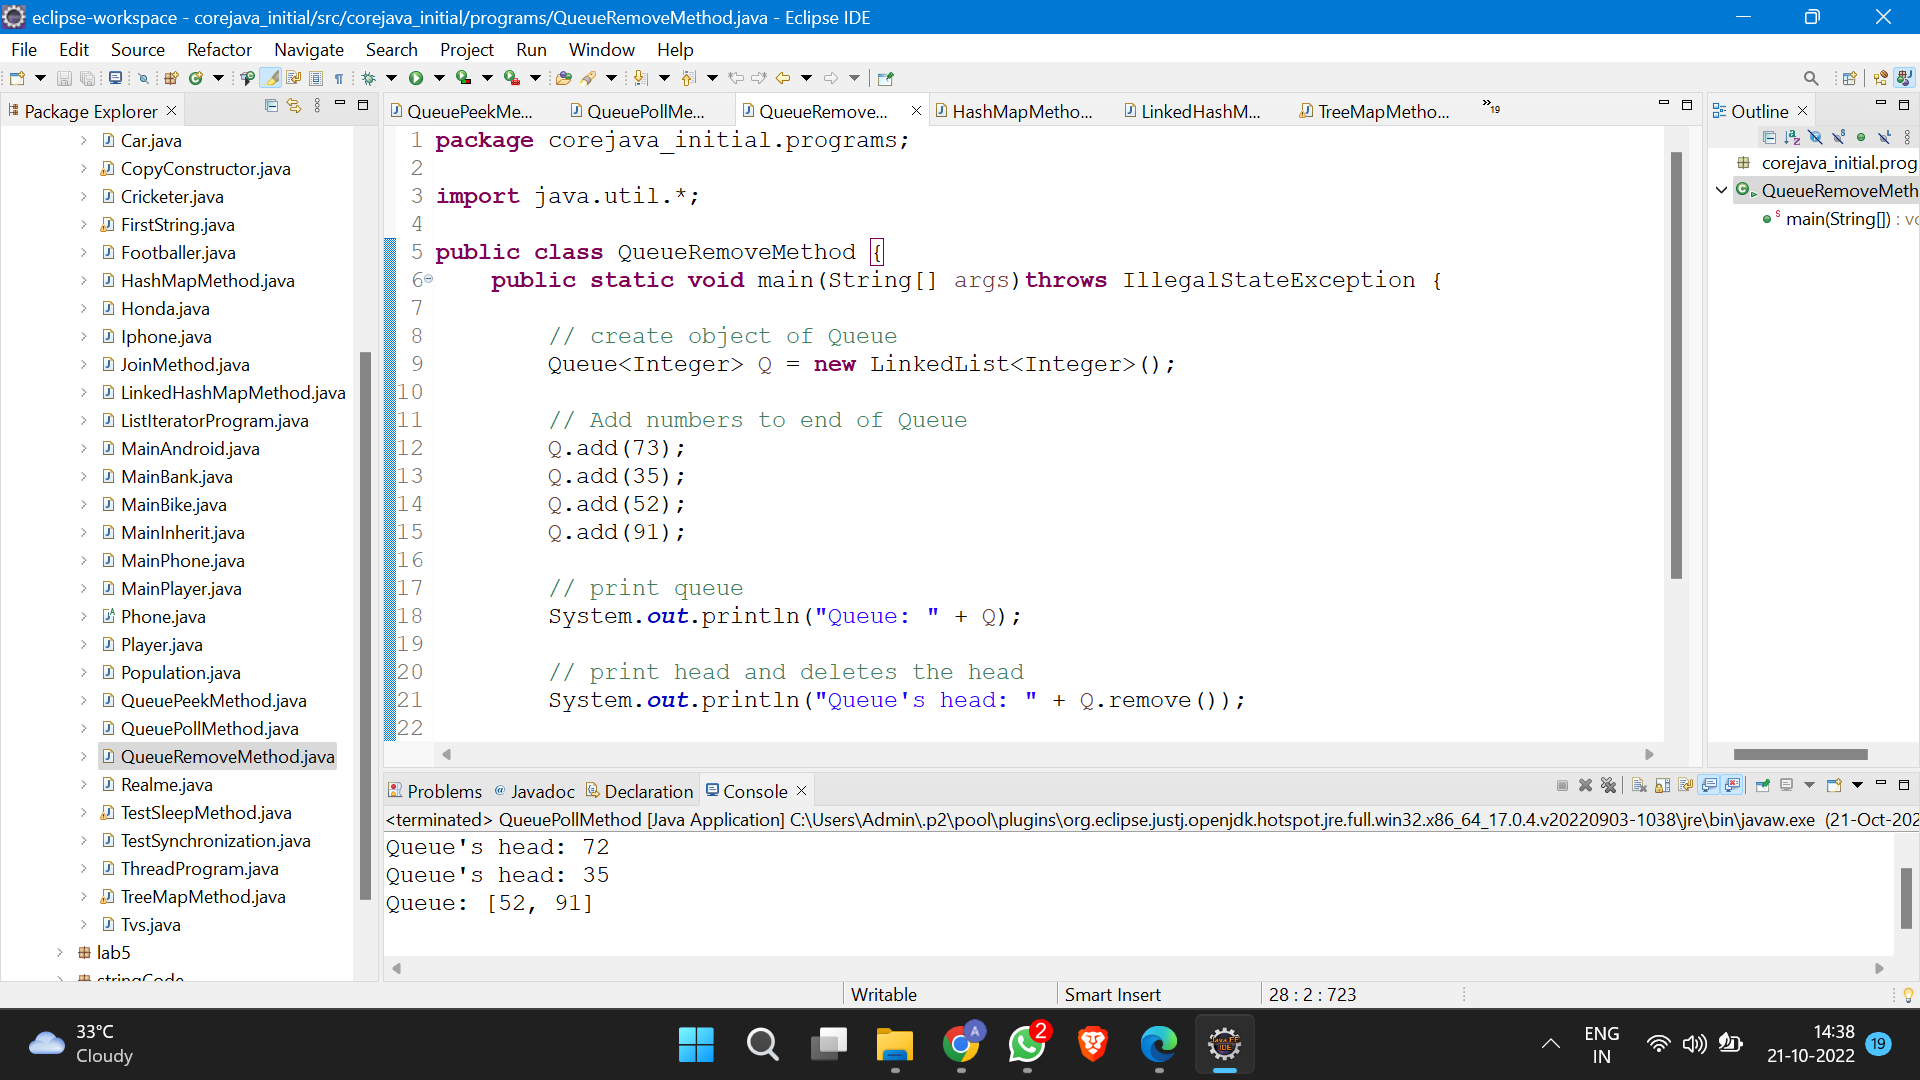 eclipse-workspace - corejava_initial/src/corejava_initial/programs/QueueRemoveMethod.java - Eclipse IDE
File Edit Source Refactor Navigate Search Project Run Window Help
Package Explorer
Car.java
CopyConstructor.java
Cricketer.java
FirstString.java
Footballer.java
HashMapMethod.java
Honda.java
Iphone.java
JoinMethod.java
LinkedHashMapMethod.java
ListIteratorProgram.java
MainAndroid.java
MainBank.java
MainBike.java
MainInherit.java
MainPhone.java
MainPlayer.java
Phone.java
Player.java
Population.java
QueuePeekMethod.java
QueuePollMethod.java
QueueRemoveMethod.java
Realme.java
TestSleepMethod.java
TestSynchronization.java
ThreadProgram.java
TreeMapMethod.java
Tvs.java
lab5
stringCode
QueuePeekMe... QueuePollMe... QueueRemove... HashMapMetho... LinkedHashM... TreeMapMetho... »19
1 package corejava_initial.programs;
2
3 import java.util.*;
4
5 public class QueueRemoveMethod {
6 public static void main(String[] args)throws IllegalStateException {
7
8 // create object of Queue
9 Queue<Integer> Q = new LinkedList<Integer>();
10
11 // Add numbers to end of Queue
12 Q.add(73);
13 Q.add(35);
14 Q.add(52);
15 Q.add(91);
16
17 // print queue
18 System.out.println("Queue: " + Q);
19
20 // print head and deletes the head
21 System.out.println("Queue's head: " + Q.remove());
22
Outline
corejava_initial.prog
QueueRemoveMeth
main(String[]) : vo
Problems Javadoc Declaration Console
<terminated> QueuePollMethod [Java Application] C:\Users\Admin\.p2\pool\plugins\org.eclipse.justj.openjdk.hotspot.jre.full.win32.x86_64_17.0.4.v20220903-1038\jre\bin\javaw.exe (21-Oct-202
Queue's head: 72
Queue's head: 35
Queue: [52, 91]
Writable Smart Insert 28 : 2 : 723
33°C
Cloudy
A
2
ENG
IN
14:38
21-10-2022
19